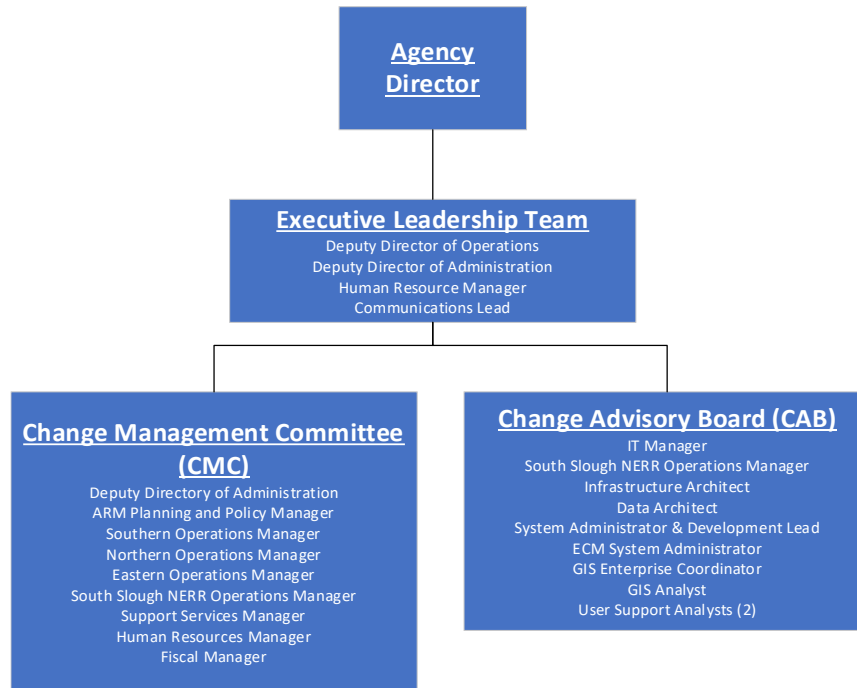 Agency
Director
Executive Leadership Team
Deputy Director of Operations
Deputy Director of Administration
Human Resource Manager
Communications Lead
Change Management Committee
(CMC)
Deputy Directory of Administration
ARM Planning and Policy Manager
Southern Operations Manager
Northern Operations Manager
Eastern Operations Manager
South Slough NERR Operations Manager
Support Services Manager
Human Resources Manager
Fiscal Manager
Change Advisory Board (CAB)
IT Manager
South Slough NERR Operations Manager
Infrastructure Architect
Data Architect
System Administrator & Development Lead
ECM System Administrator
GIS Enterprise Coordinator
GIS Analyst
User Support Analysts (2)